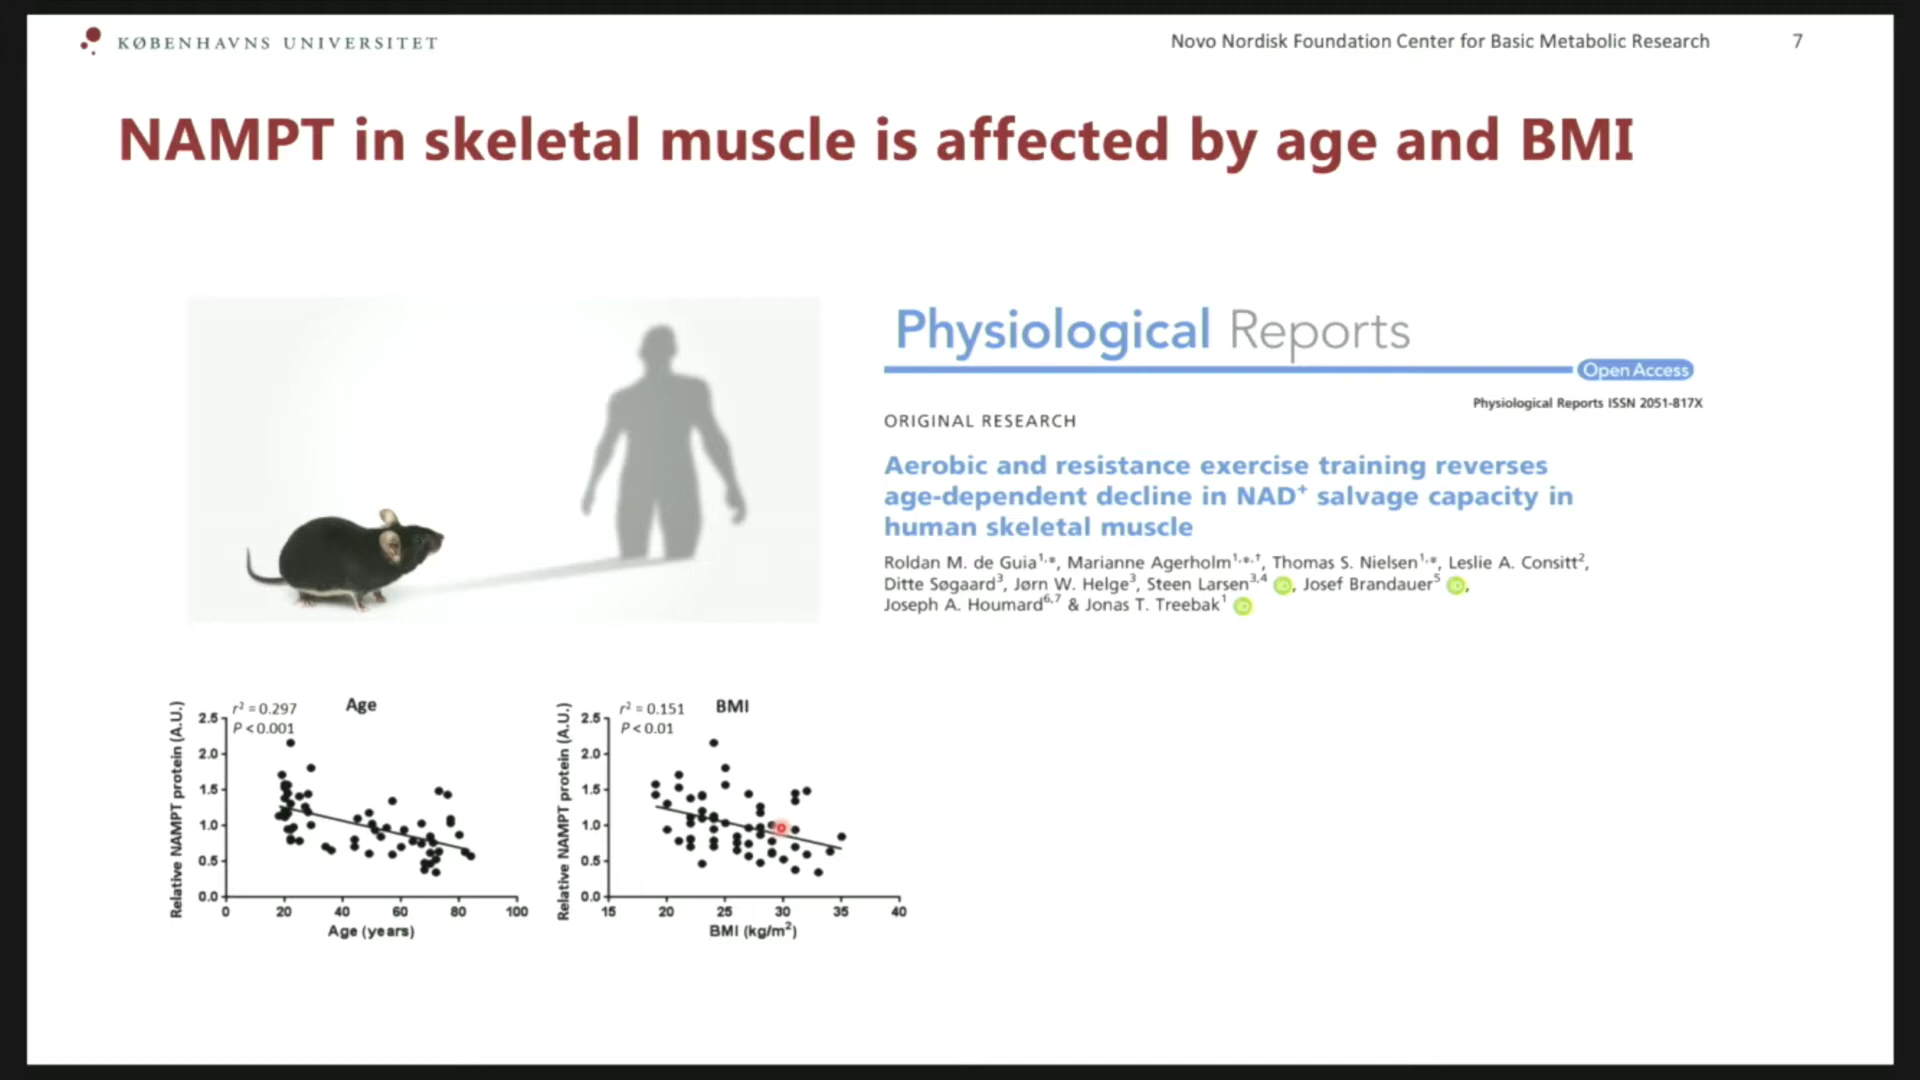 KØBENHAVNS UNIVERSITET
Novo Nordisk Foundation Center for Basic Metabolic Research
7
NAMPT in skeletal muscle is affected by age and BMI
Physiological Reports
Open Access
Physiological Reports ISSN 2051-817X
ORIGINAL RESEARCH
Aerobic and resistance exercise training reverses
age-dependent decline in NAD⁺ salvage capacity in
human skeletal muscle
Roldan M. de Guia¹,*, Marianne Agerholm¹,*,†, Thomas S. Nielsen¹,*, Leslie A. Consitt²,
Ditte Søgaard³, Jørn W. Helge³, Steen Larsen³,⁴ iD, Josef Brandauer⁵ iD,
Joseph A. Houmard⁶,⁷ & Jonas T. Treebak¹ iD
Age
r² = 0.297
P < 0.001
Relative NAMPT protein (A.U.)
2.5
2.0
1.5
1.0
0.5
0.0
0 20 40 60 80 100
Age (years)
BMI
r² = 0.151
P < 0.01
Relative NAMPT protein (A.U.)
2.5
2.0
1.5
1.0
0.5
0.0
15 20 25 30 35 40
BMI (kg/m²)